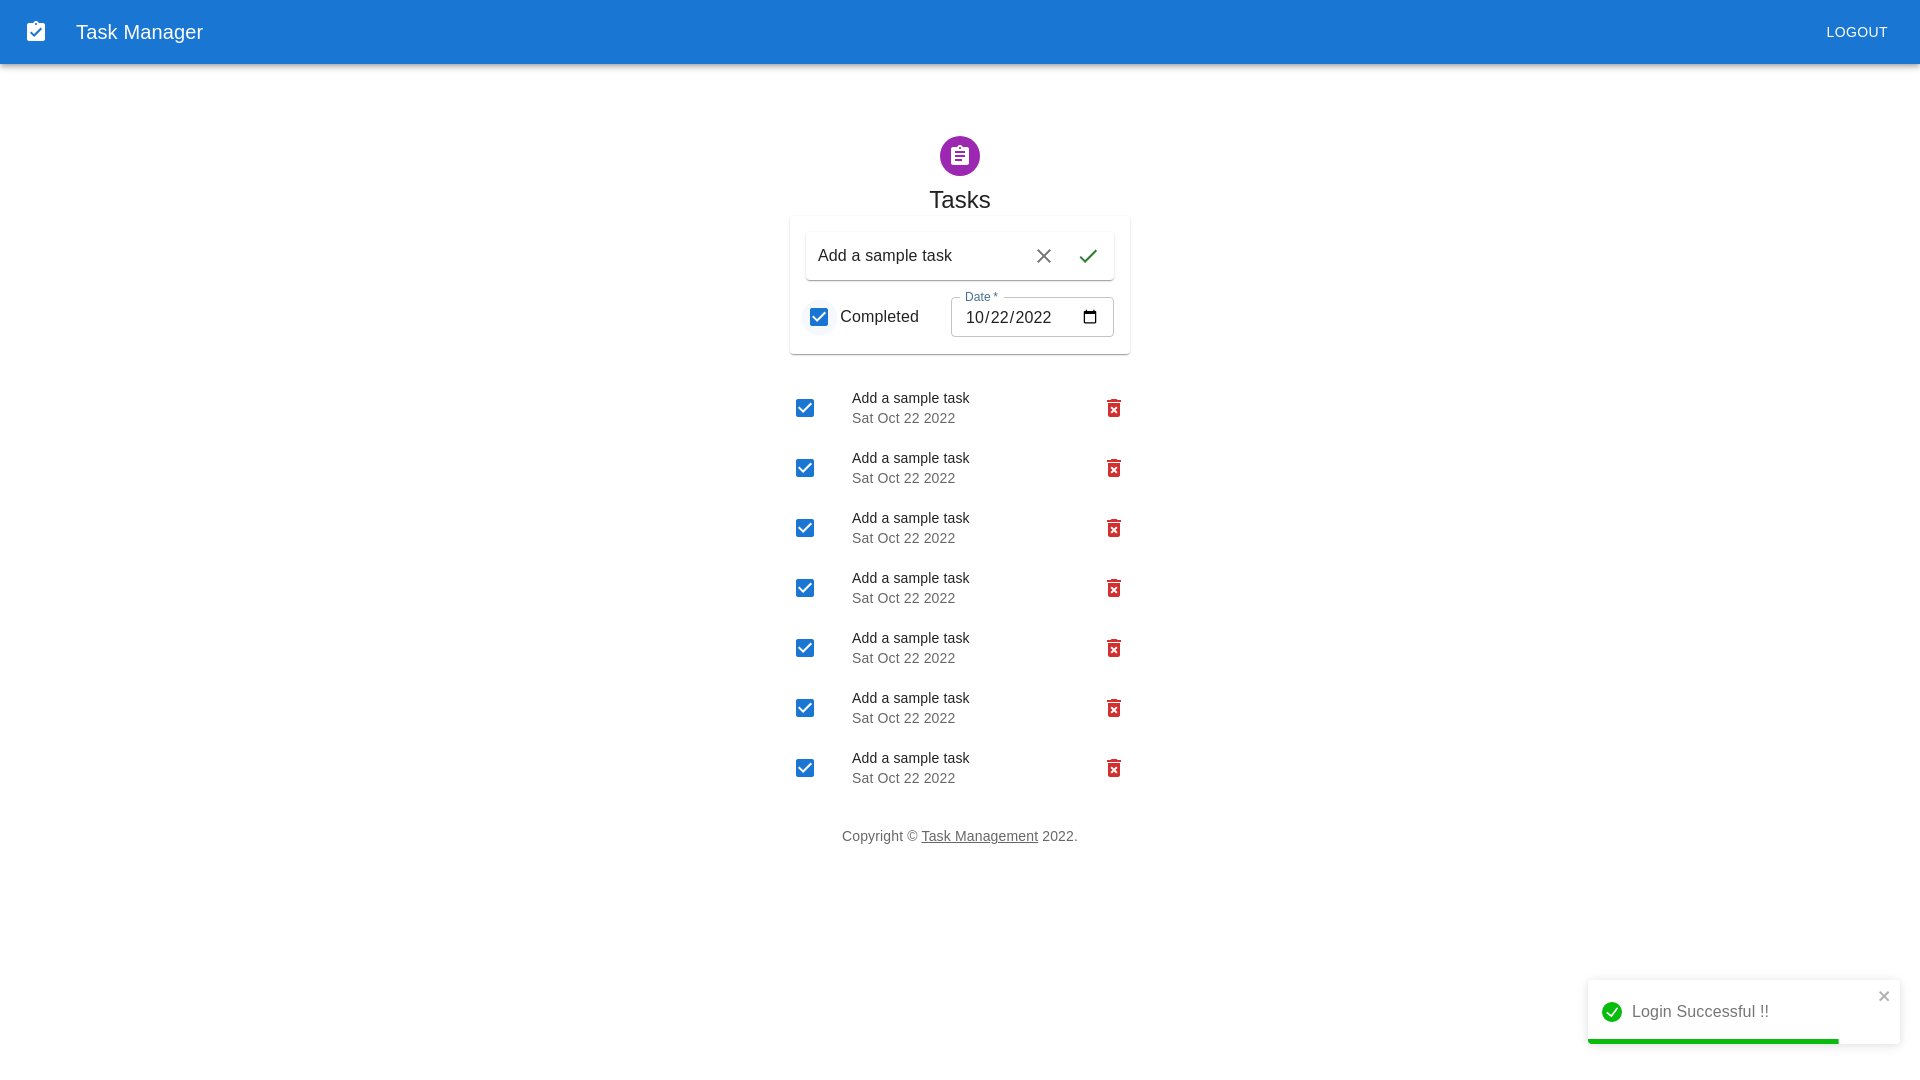 Task Manager
LOGOUT
Tasks
Add a sample task
Completed
Date *
10/22/2022
Add a sample task
Sat Oct 22 2022
Add a sample task
Sat Oct 22 2022
Add a sample task
Sat Oct 22 2022
Add a sample task
Sat Oct 22 2022
Add a sample task
Sat Oct 22 2022
Add a sample task
Sat Oct 22 2022
Add a sample task
Sat Oct 22 2022
Copyright © Task Management 2022.
Login Successful !!